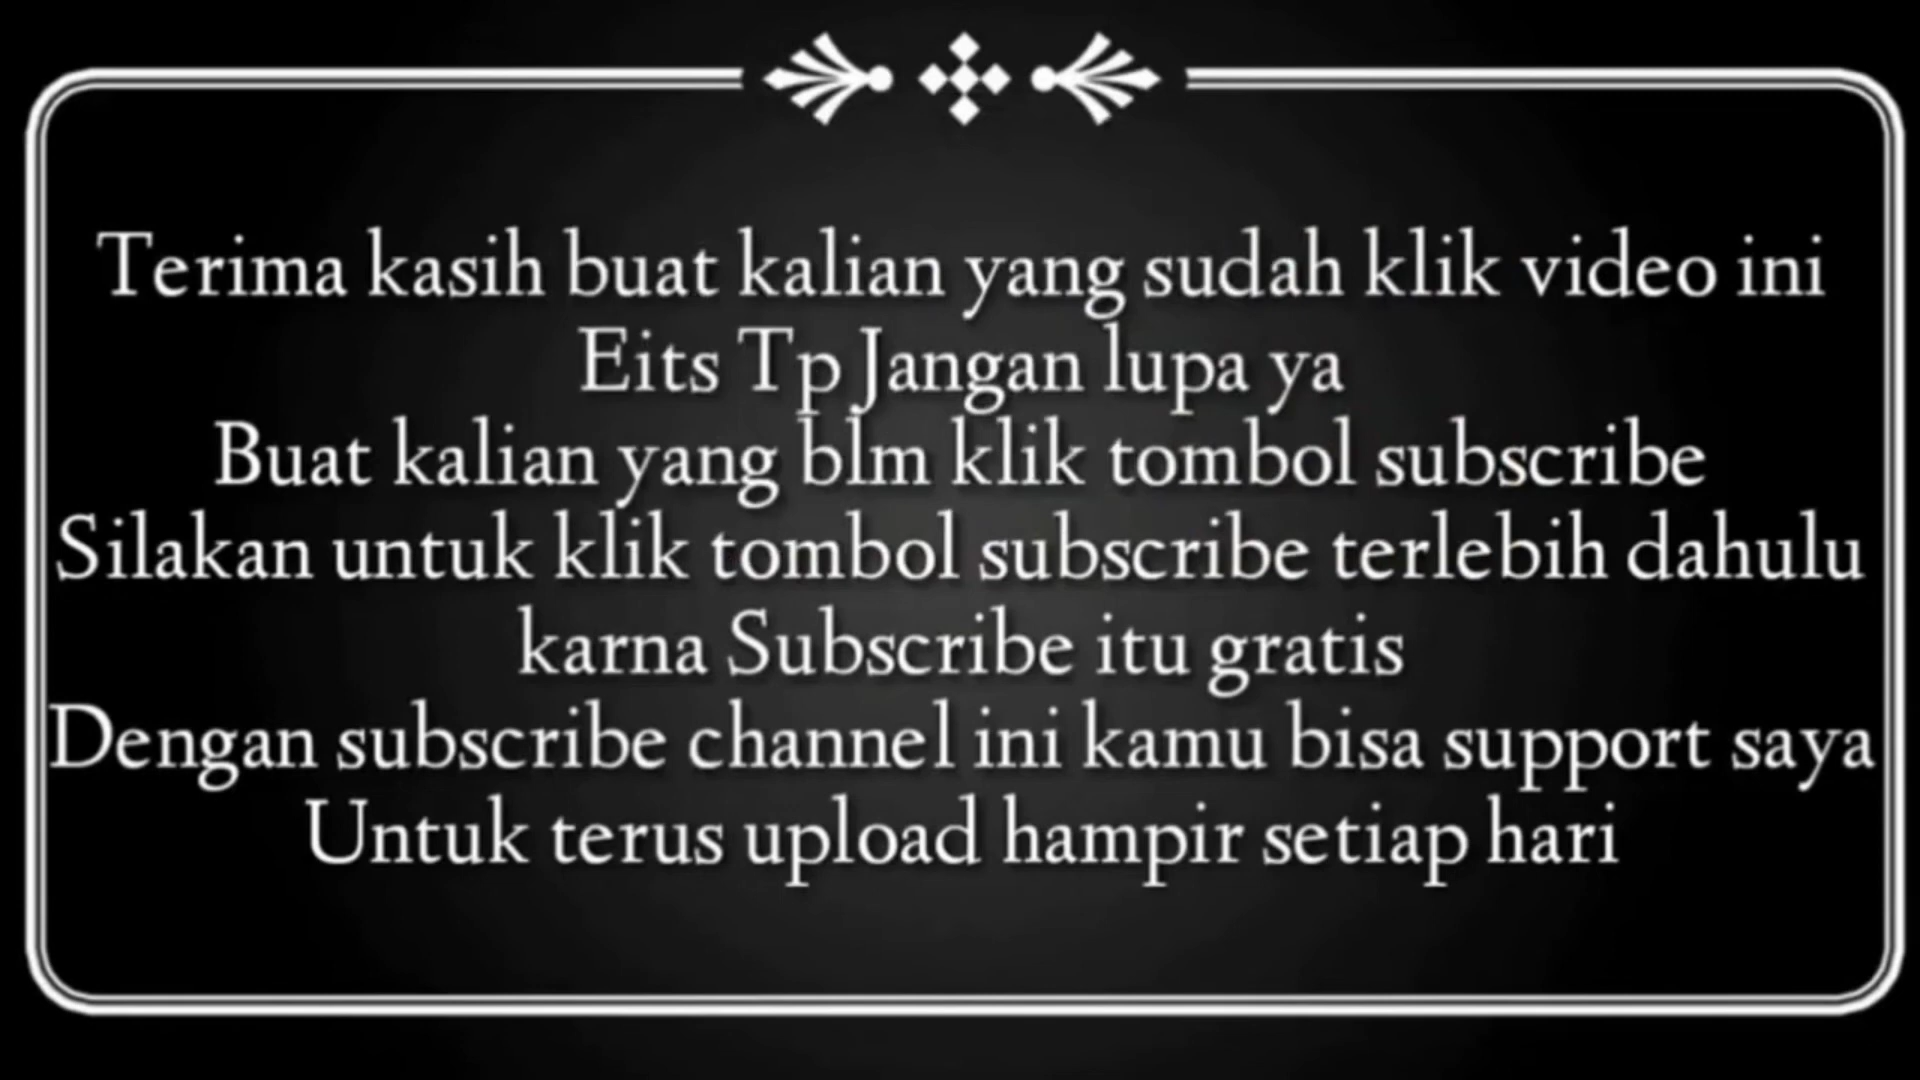 Terima kasih buat kalian yang sudah klik video ini
Eits Tp Jangan lupa ya
Buat kalian yang blm klik tombol subscribe
Silakan untuk klik tombol subscribe terlebih dahulu
karna Subscribe itu gratis
Dengan subscribe channel ini kamu bisa support saya
Untuk terus upload hampir setiap hari